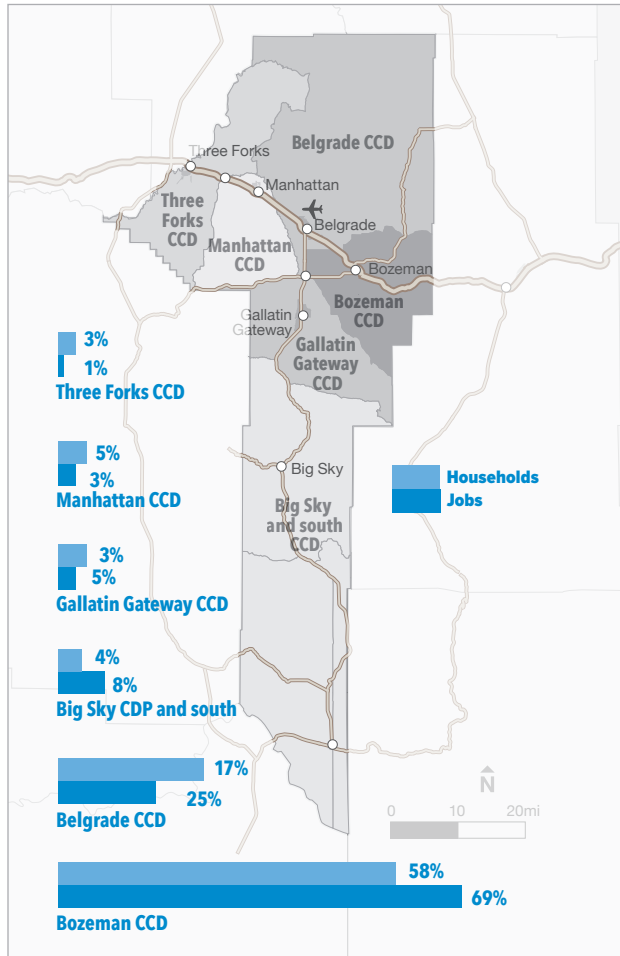 Belgrade CCD
Three Forks
Manhattan
Three
Forks
CCD
Belgrade
Manhattan
CCD
Bozeman
Bozeman
CCD
Gallatin
Gateway
Gallatin
Gateway
CCD
3%
1%
Three Forks CCD
Big Sky
Households
Jobs
5%
3%
Manhattan CCD
Big Sky
and south
CCD
3%
5%
Gallatin Gateway CCD
4%
8%
Big Sky CDP and south
17%
25%
Belgrade CCD
N
0 10 20mi
58%
69%
Bozeman CCD